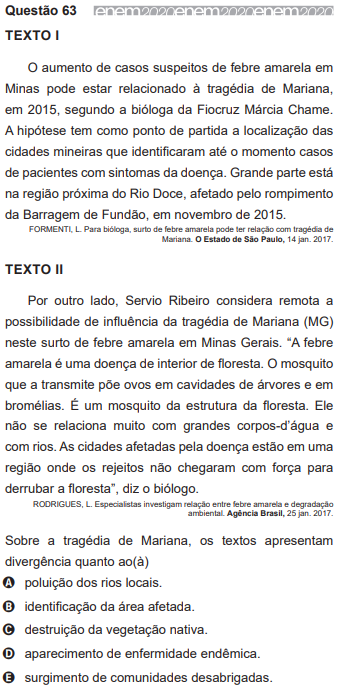 Questão 63 enem2020enem2020enem2020
TEXTO I
O aumento de casos suspeitos de febre amarela em
Minas pode estar relacionado à tragédia de Mariana,
em 2015, segundo a bióloga da Fiocruz Márcia Chame.
A hipótese tem como ponto de partida a localização das
cidades mineiras que identificaram até o momento casos
de pacientes com sintomas da doença. Grande parte está
na região próxima do Rio Doce, afetado pelo rompimento
da Barragem de Fundão, em novembro de 2015.
FORMENTI, L. Para bióloga, surto de febre amarela pode ter relação com tragédia de
Mariana. O Estado de São Paulo, 14 jan. 2017.
TEXTO II
Por outro lado, Servio Ribeiro considera remota a
possibilidade de influência da tragédia de Mariana (MG)
neste surto de febre amarela em Minas Gerais. “A febre
amarela é uma doença de interior de floresta. O mosquito
que a transmite põe ovos em cavidades de árvores e em
bromélias. É um mosquito da estrutura da floresta. Ele
não se relaciona muito com grandes corpos-d’água e
com rios. As cidades afetadas pela doença estão em uma
região onde os rejeitos não chegaram com força para
derrubar a floresta”, diz o biólogo.
RODRIGUES, L. Especialistas investigam relação entre febre amarela e degradação
ambiental. Agência Brasil, 25 jan. 2017.
Sobre a tragédia de Mariana, os textos apresentam
divergência quanto ao(à)
A poluição dos rios locais.
B identificação da área afetada.
C destruição da vegetação nativa.
D aparecimento de enfermidade endêmica.
E surgimento de comunidades desabrigadas.